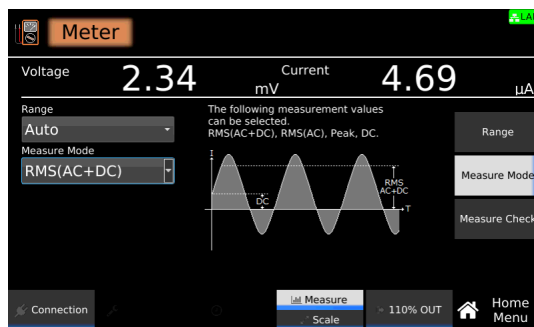 LA
Meter
Voltage 2.34 mV Current 4.69 µA
Range
Auto
Measure Mode
RMS(AC+DC)
The following measurement values
can be selected.
RMS(AC+DC), RMS(AC), Peak, DC.
I
DC
RMS
AC+DC
T
Range
Measure Mode
Measure Check
Connection
Measure
Scale
110% OUT
Home
Menu